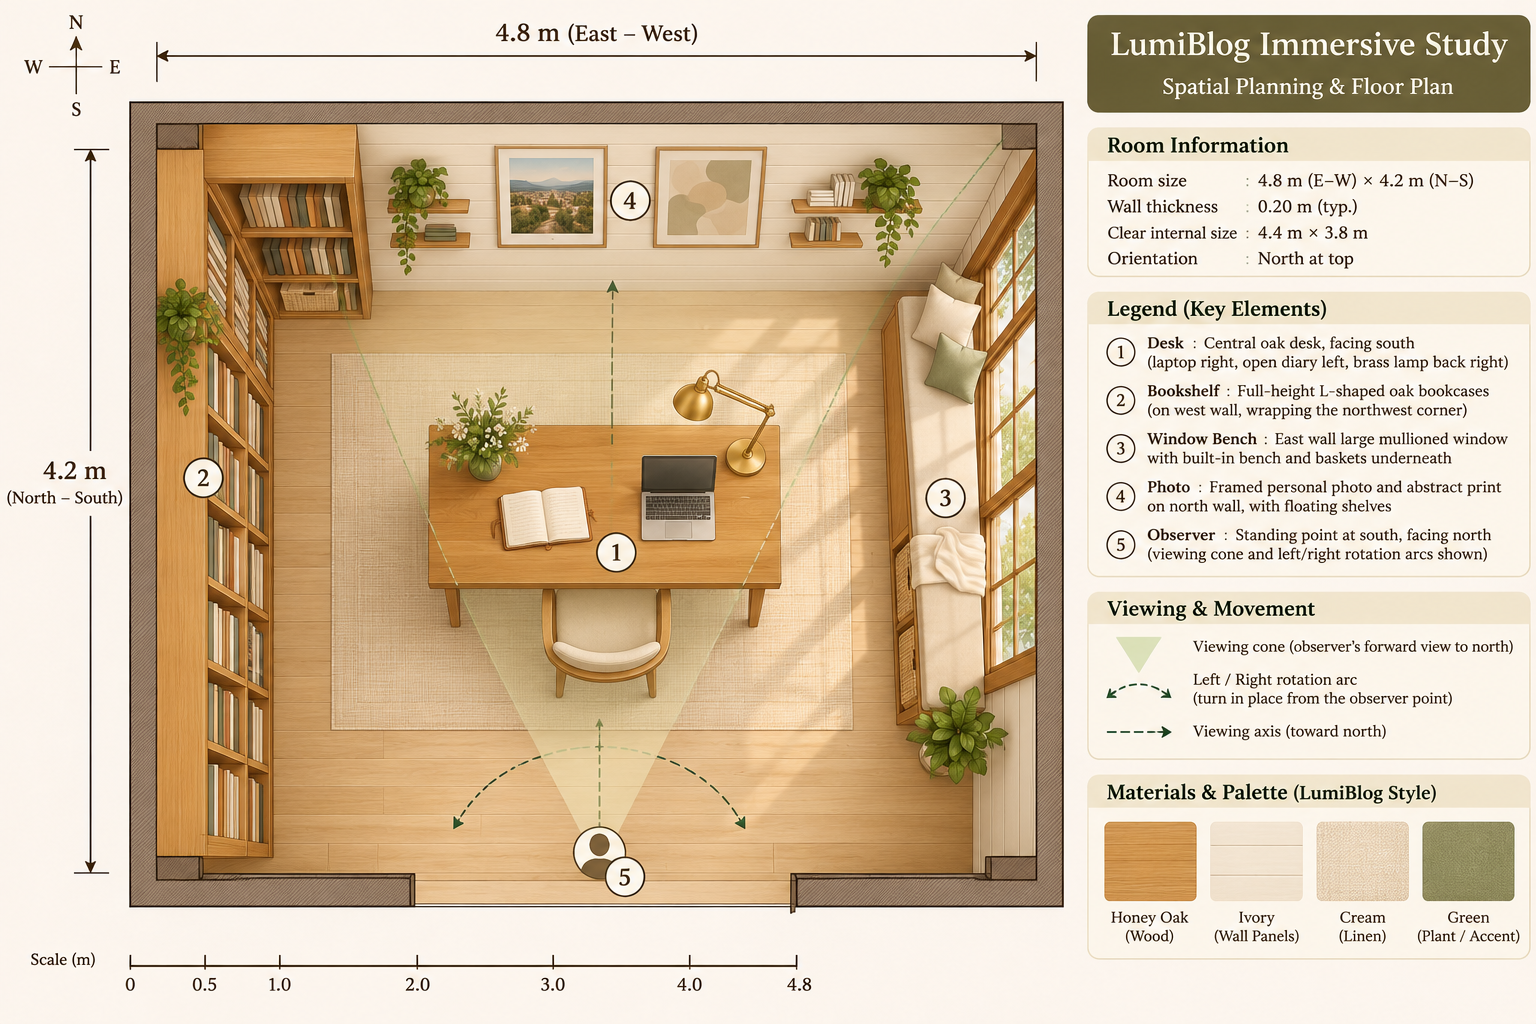 N
W E
S
4.8 m (East – West)
4.2 m
(North – South)
1
2
3
4
5
Scale (m)
0 0.5 1.0 2.0 3.0 4.0 4.8
LumiBlog Immersive Study
Spatial Planning & Floor Plan
Room Information
Room size : 4.8 m (E–W) × 4.2 m (N–S)
Wall thickness : 0.20 m (typ.)
Clear internal size : 4.4 m × 3.8 m
Orientation : North at top
Legend (Key Elements)
1 Desk : Central oak desk, facing south
(laptop right, open diary left, brass lamp back right)
2 Bookshelf : Full-height L-shaped oak bookcases
(on west wall, wrapping the northwest corner)
3 Window Bench : East wall large mullioned window
with built-in bench and baskets underneath
4 Photo : Framed personal photo and abstract print
on north wall, with floating shelves
5 Observer : Standing point at south, facing north
(viewing cone and left/right rotation arcs shown)
Viewing & Movement
Viewing cone (observer's forward view to north)
Left / Right rotation arc
(turn in place from the observer point)
Viewing axis (toward north)
Materials & Palette (LumiBlog Style)
Honey Oak
(Wood)
Ivory
(Wall Panels)
Cream
(Linen)
Green
(Plant / Accent)